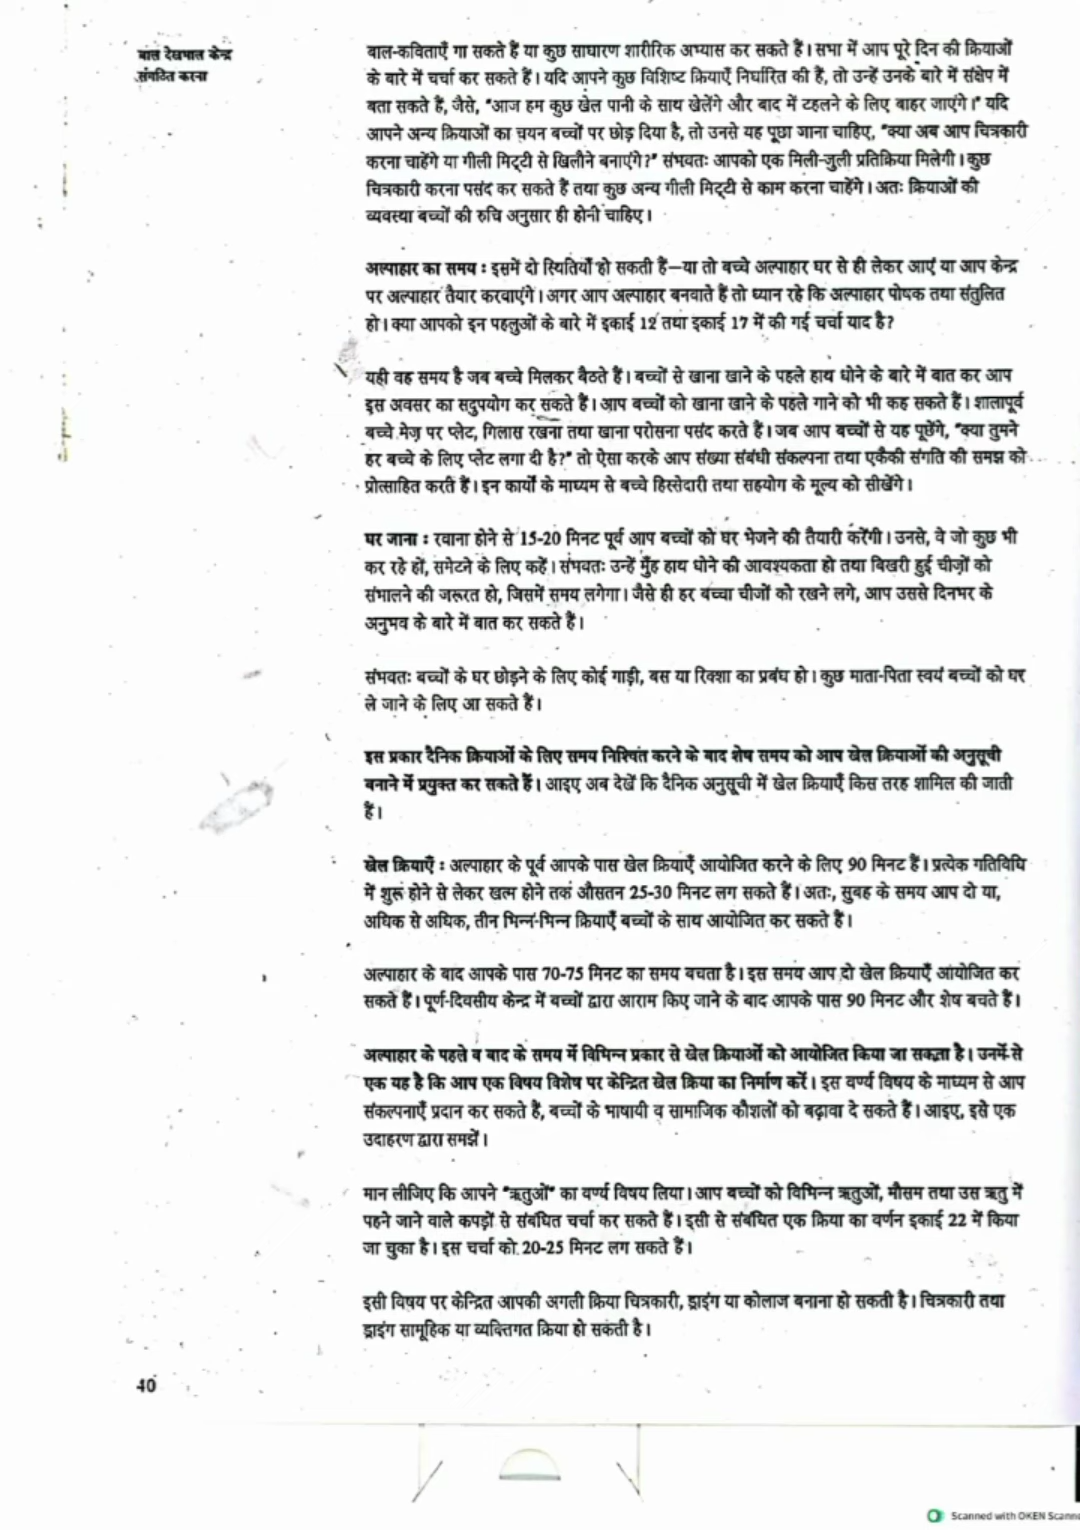 बाल देखभाल केन्द्र
संगठित करना
बाल-कविताएँ गा सकते हैं या कुछ साधारण शारीरिक अभ्यास कर सकते हैं। सभा में आप पूरे दिन की क्रियाओं
के बारे में चर्चा कर सकते हैं। यदि आपने कुछ विशिष्ट क्रियाएँ निर्धारित की हैं, तो उन्हें उनके बारे में संक्षेप में
बता सकते हैं, जैसे, "आज हम कुछ खेल पानी के साथ खेलेंगे और बाद में टहलने के लिए बाहर जाएंगे।" यदि
आपने अन्य क्रियाओं का चयन बच्चों पर छोड़ दिया है, तो उनसे यह पूछा जाना चाहिए, "क्या अब आप चित्रकारी
करना चाहेंगे या गीली मिट्टी से खिलौने बनाएंगे?" संभवतः आपको एक मिली-जुली प्रतिक्रिया मिलेगी। कुछ
चित्रकारी करना पसंद कर सकते हैं तथा कुछ अन्य गीली मिट्टी से काम करना चाहेंगे। अतः क्रियाओं की
व्यवस्था बच्चों की रुचि अनुसार ही होनी चाहिए।
अल्पाहार का समय : इसमें दो स्थितियाँ हो सकती हैं—या तो बच्चे अल्पाहार घर से ही लेकर आएं या आप केन्द्र
पर अल्पाहार तैयार करवाएंगे। अगर आप अल्पाहार बनवाते हैं तो ध्यान रहे कि अल्पाहार पोषक तथा संतुलित
हो। क्या आपको इन पहलुओं के बारे में इकाई 12 तथा इकाई 17 में की गई चर्चा याद है?
यही वह समय है जब बच्चे मिलकर बैठते हैं। बच्चों से खाना खाने के पहले हाथ धोने के बारे में बात कर आप
इस अवसर का सदुपयोग कर सकते हैं। आप बच्चों को खाना खाने के पहले गाने को भी कह सकते हैं। शालापूर्व
बच्चे मेज़ पर प्लेट, गिलास रखना तथा खाना परोसना पसंद करते हैं। जब आप बच्चों से यह पूछेंगे, "क्या तुमने
हर बच्चे के लिए प्लेट लगा दी है?" तो ऐसा करके आप संख्या संबंधी संकल्पना तथा एकैकी संगति की समझ को
प्रोत्साहित करती हैं। इन कार्यों के माध्यम से बच्चे हिस्सेदारी तथा सहयोग के मूल्य को सीखेंगे।
घर जाना : रवाना होने से 15-20 मिनट पूर्व आप बच्चों को घर भेजने की तैयारी करेंगी। उनसे, वे जो कुछ भी
कर रहे हों, समेटने के लिए कहें। संभवतः उन्हें मुँह हाथ धोने की आवश्यकता हो तथा बिखरी हुई चीज़ों को
संभालने की जरूरत हो, जिसमें समय लगेगा। जैसे ही हर बच्चा चीजों को रखने लगे, आप उससे दिनभर के
अनुभव के बारे में बात कर सकते हैं।
संभवतः बच्चों के घर छोड़ने के लिए कोई गाड़ी, बस या रिक्शा का प्रबंध हो। कुछ माता-पिता स्वयं बच्चों को घर
ले जाने के लिए आ सकते हैं।
इस प्रकार दैनिक क्रियाओं के लिए समय निश्चित करने के बाद शेष समय को आप खेल क्रियाओं की अनुसूची
बनाने में प्रयुक्त कर सकते हैं। आइए अब देखें कि दैनिक अनुसूची में खेल क्रियाएँ किस तरह शामिल की जाती
हैं।
खेल क्रियाएँ : अल्पाहार के पूर्व आपके पास खेल क्रियाएँ आयोजित करने के लिए 90 मिनट हैं। प्रत्येक गतिविधि
में शुरू होने से लेकर खत्म होने तक औसतन 25-30 मिनट लग सकते हैं। अतः, सुबह के समय आप दो या,
अधिक से अधिक, तीन भिन्न-भिन्न क्रियाएँ बच्चों के साथ आयोजित कर सकते हैं।
अल्पाहार के बाद आपके पास 70-75 मिनट का समय बचता है। इस समय आप दो खेल क्रियाएँ आयोजित कर
सकते हैं। पूर्ण-दिवसीय केन्द्र में बच्चों द्वारा आराम किए जाने के बाद आपके पास 90 मिनट और शेष बचते हैं।
अल्पाहार के पहले व बाद के समय में विभिन्न प्रकार से खेल क्रियाओं को आयोजित किया जा सकता है। उनमें से
एक यह है कि आप एक विषय विशेष पर केन्द्रित खेल क्रिया का निर्माण करें। इस वर्ण्य विषय के माध्यम से आप
संकल्पनाएँ प्रदान कर सकते हैं, बच्चों के भाषायी व सामाजिक कौशलों को बढ़ावा दे सकते हैं। आइए, इसे एक
उदाहरण द्वारा समझें।
मान लीजिए कि आपने "ऋतुओं" का वर्ण्य विषय लिया। आप बच्चों को विभिन्न ऋतुओं, मौसम तथा उस ऋतु में
पहने जाने वाले कपड़ों से संबंधित चर्चा कर सकते हैं। इसी से संबंधित एक क्रिया का वर्णन इकाई 22 में किया
जा चुका है। इस चर्चा को 20-25 मिनट लग सकते हैं।
इसी विषय पर केन्द्रित आपकी अगली क्रिया चित्रकारी, ड्राइंग या कोलाज बनाना हो सकती है। चित्रकारी तथा
ड्राइंग सामूहिक या व्यक्तिगत क्रिया हो सकती है।
40
Scanned with OKEN Scanne